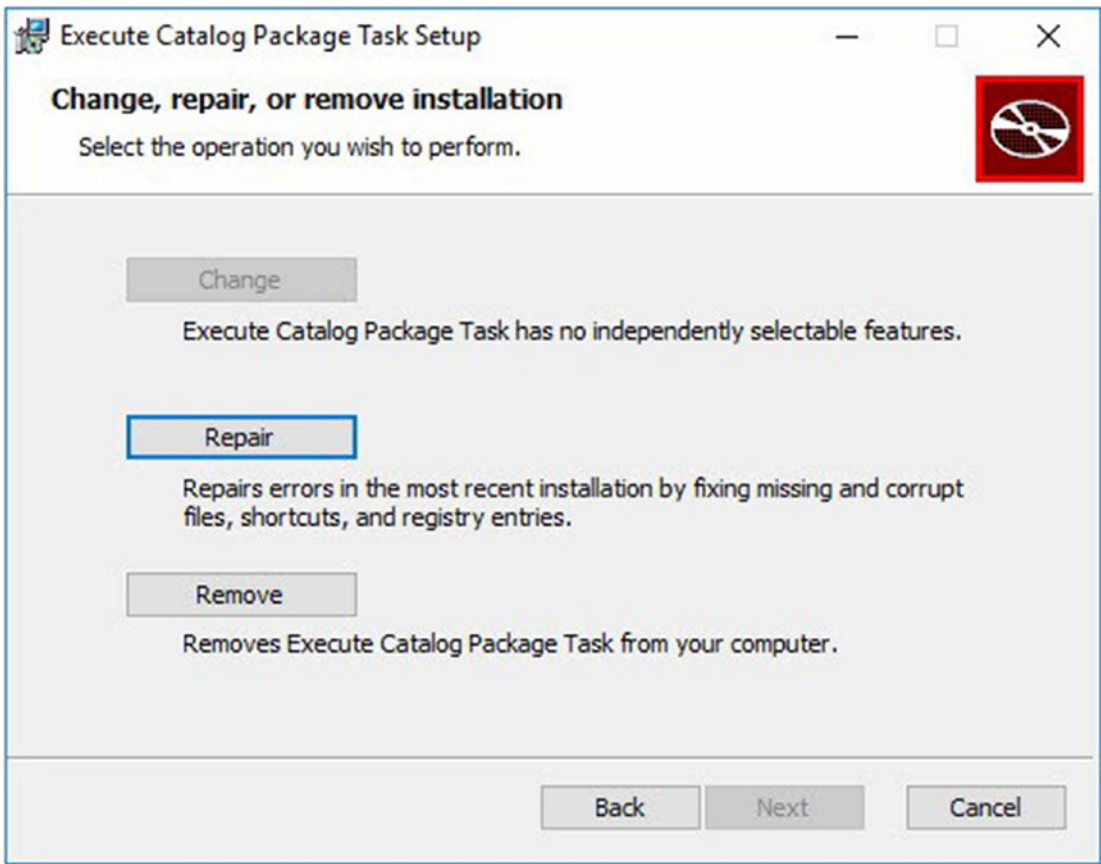 Execute Catalog Package Task Setup
Change, repair, or remove installation
Select the operation you wish to perform.
Change
Execute Catalog Package Task has no independently selectable features.
Repair
Repairs errors in the most recent installation by fixing missing and corrupt
files, shortcuts, and registry entries.
Remove
Removes Execute Catalog Package Task from your computer.
Back Next Cancel